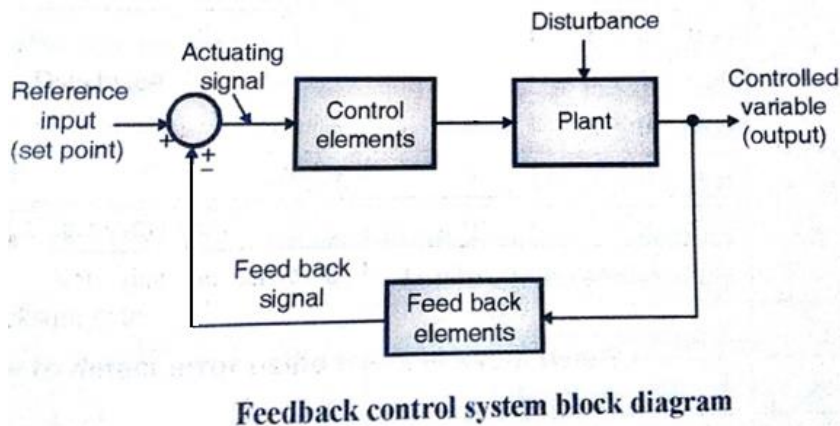 Disturbance
Actuating
signal
Reference
input
(set point)
+
+
−
Control
elements
Plant
Controlled
variable
(output)
Feed back
signal
Feed back
elements
Feedback control system block diagram